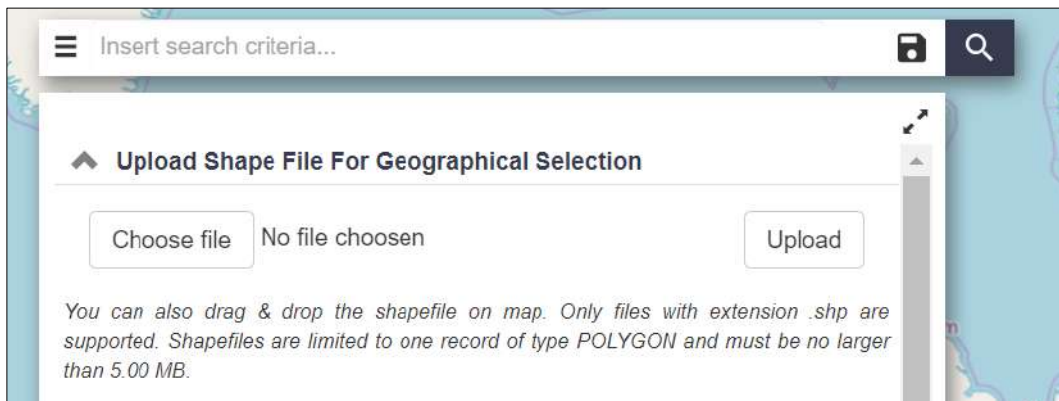 Insert search criteria...
Upload Shape File For Geographical Selection
Choose file No file choosen Upload
You can also drag & drop the shapefile on map. Only files with extension .shp are
supported. Shapefiles are limited to one record of type POLYGON and must be no larger
than 5.00 MB.